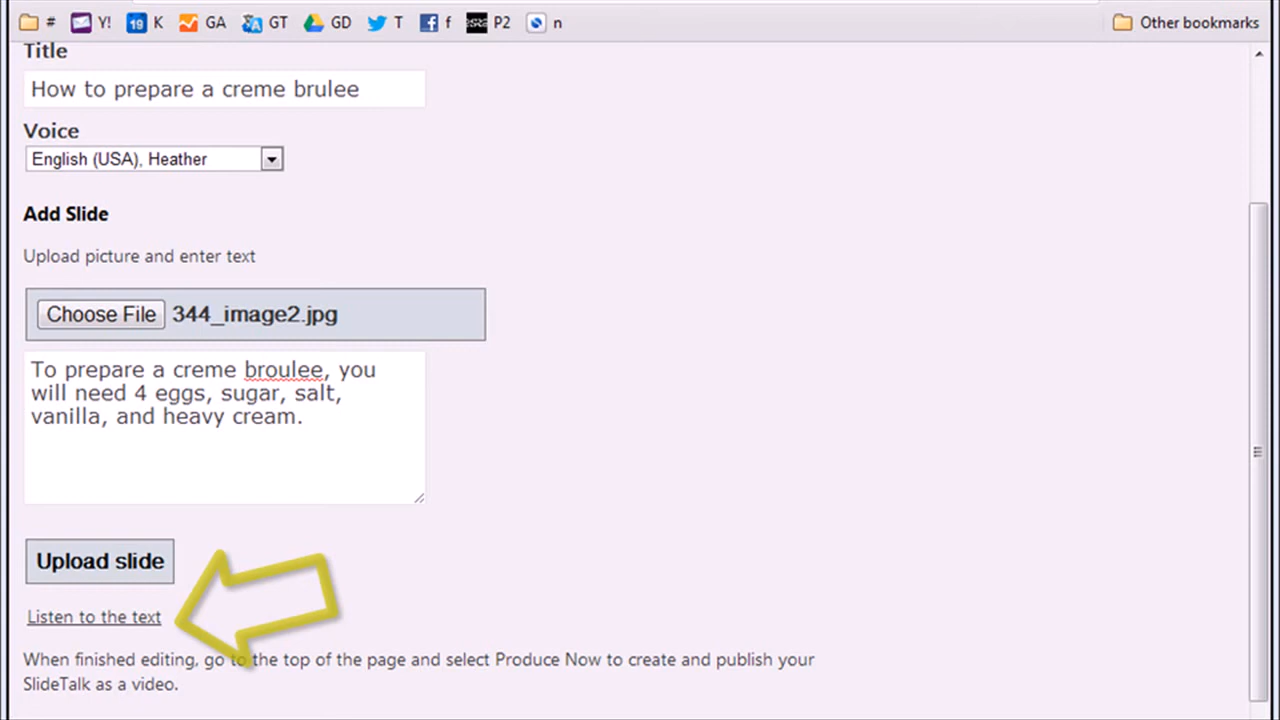 # Y! K GA GT GD T f P2 n Other bookmarks
19
Title
How to prepare a creme brulee
Voice
English (USA), Heather
Add Slide
Upload picture and enter text
Choose File 344_image2.jpg
To prepare a creme broulee, you
will need 4 eggs, sugar, salt,
vanilla, and heavy cream.
Upload slide
Listen to the text
When finished editing, go to the top of the page and select Produce Now to create and publish your
SlideTalk as a video.